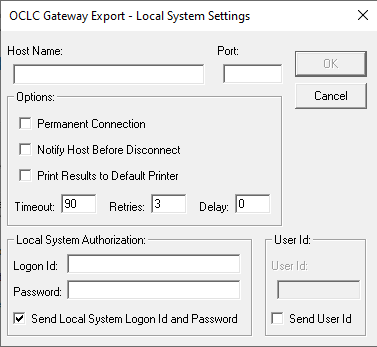 OCLC Gateway Export - Local System Settings
Host Name: Port:
OK
Cancel
Options:
Permanent Connection
Notify Host Before Disconnect
Print Results to Default Printer
Timeout: 90 Retries: 3 Delay: 0
Local System Authorization:
Logon Id:
Password:
Send Local System Logon Id and Password
User Id:
User Id:
Send User Id